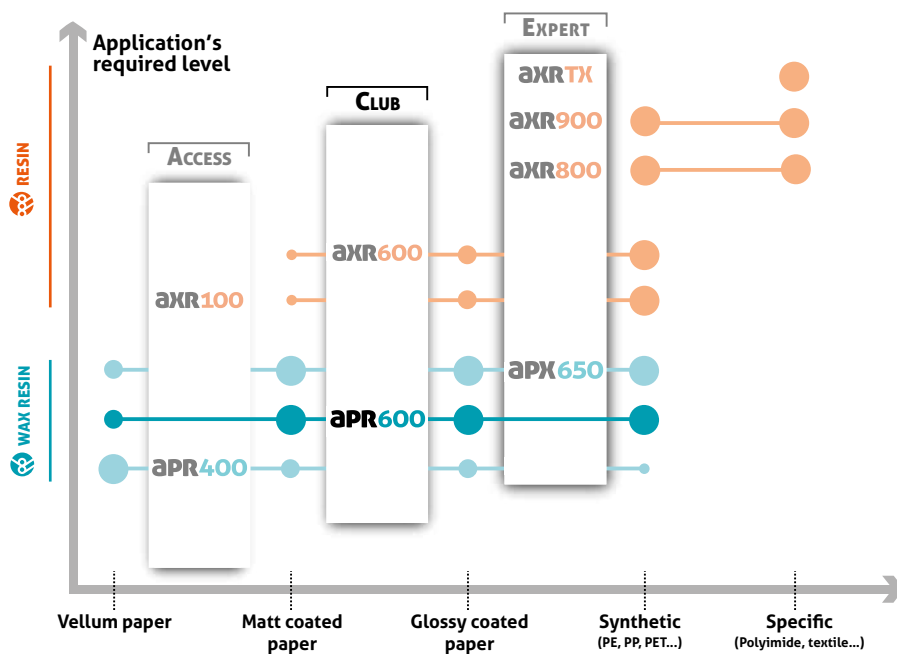 Application's
required level
EXPERT
CLUB
ACCESS
aXRTX
aXR900
aXR800
aXR600
aXR100
aPX650
aPR600
aPR400
RESIN
WAX RESIN
Vellum paper
Matt coated
paper
Glossy coated
paper
Synthetic
(PE, PP, PET...)
Specific
(Polyimide, textile...)